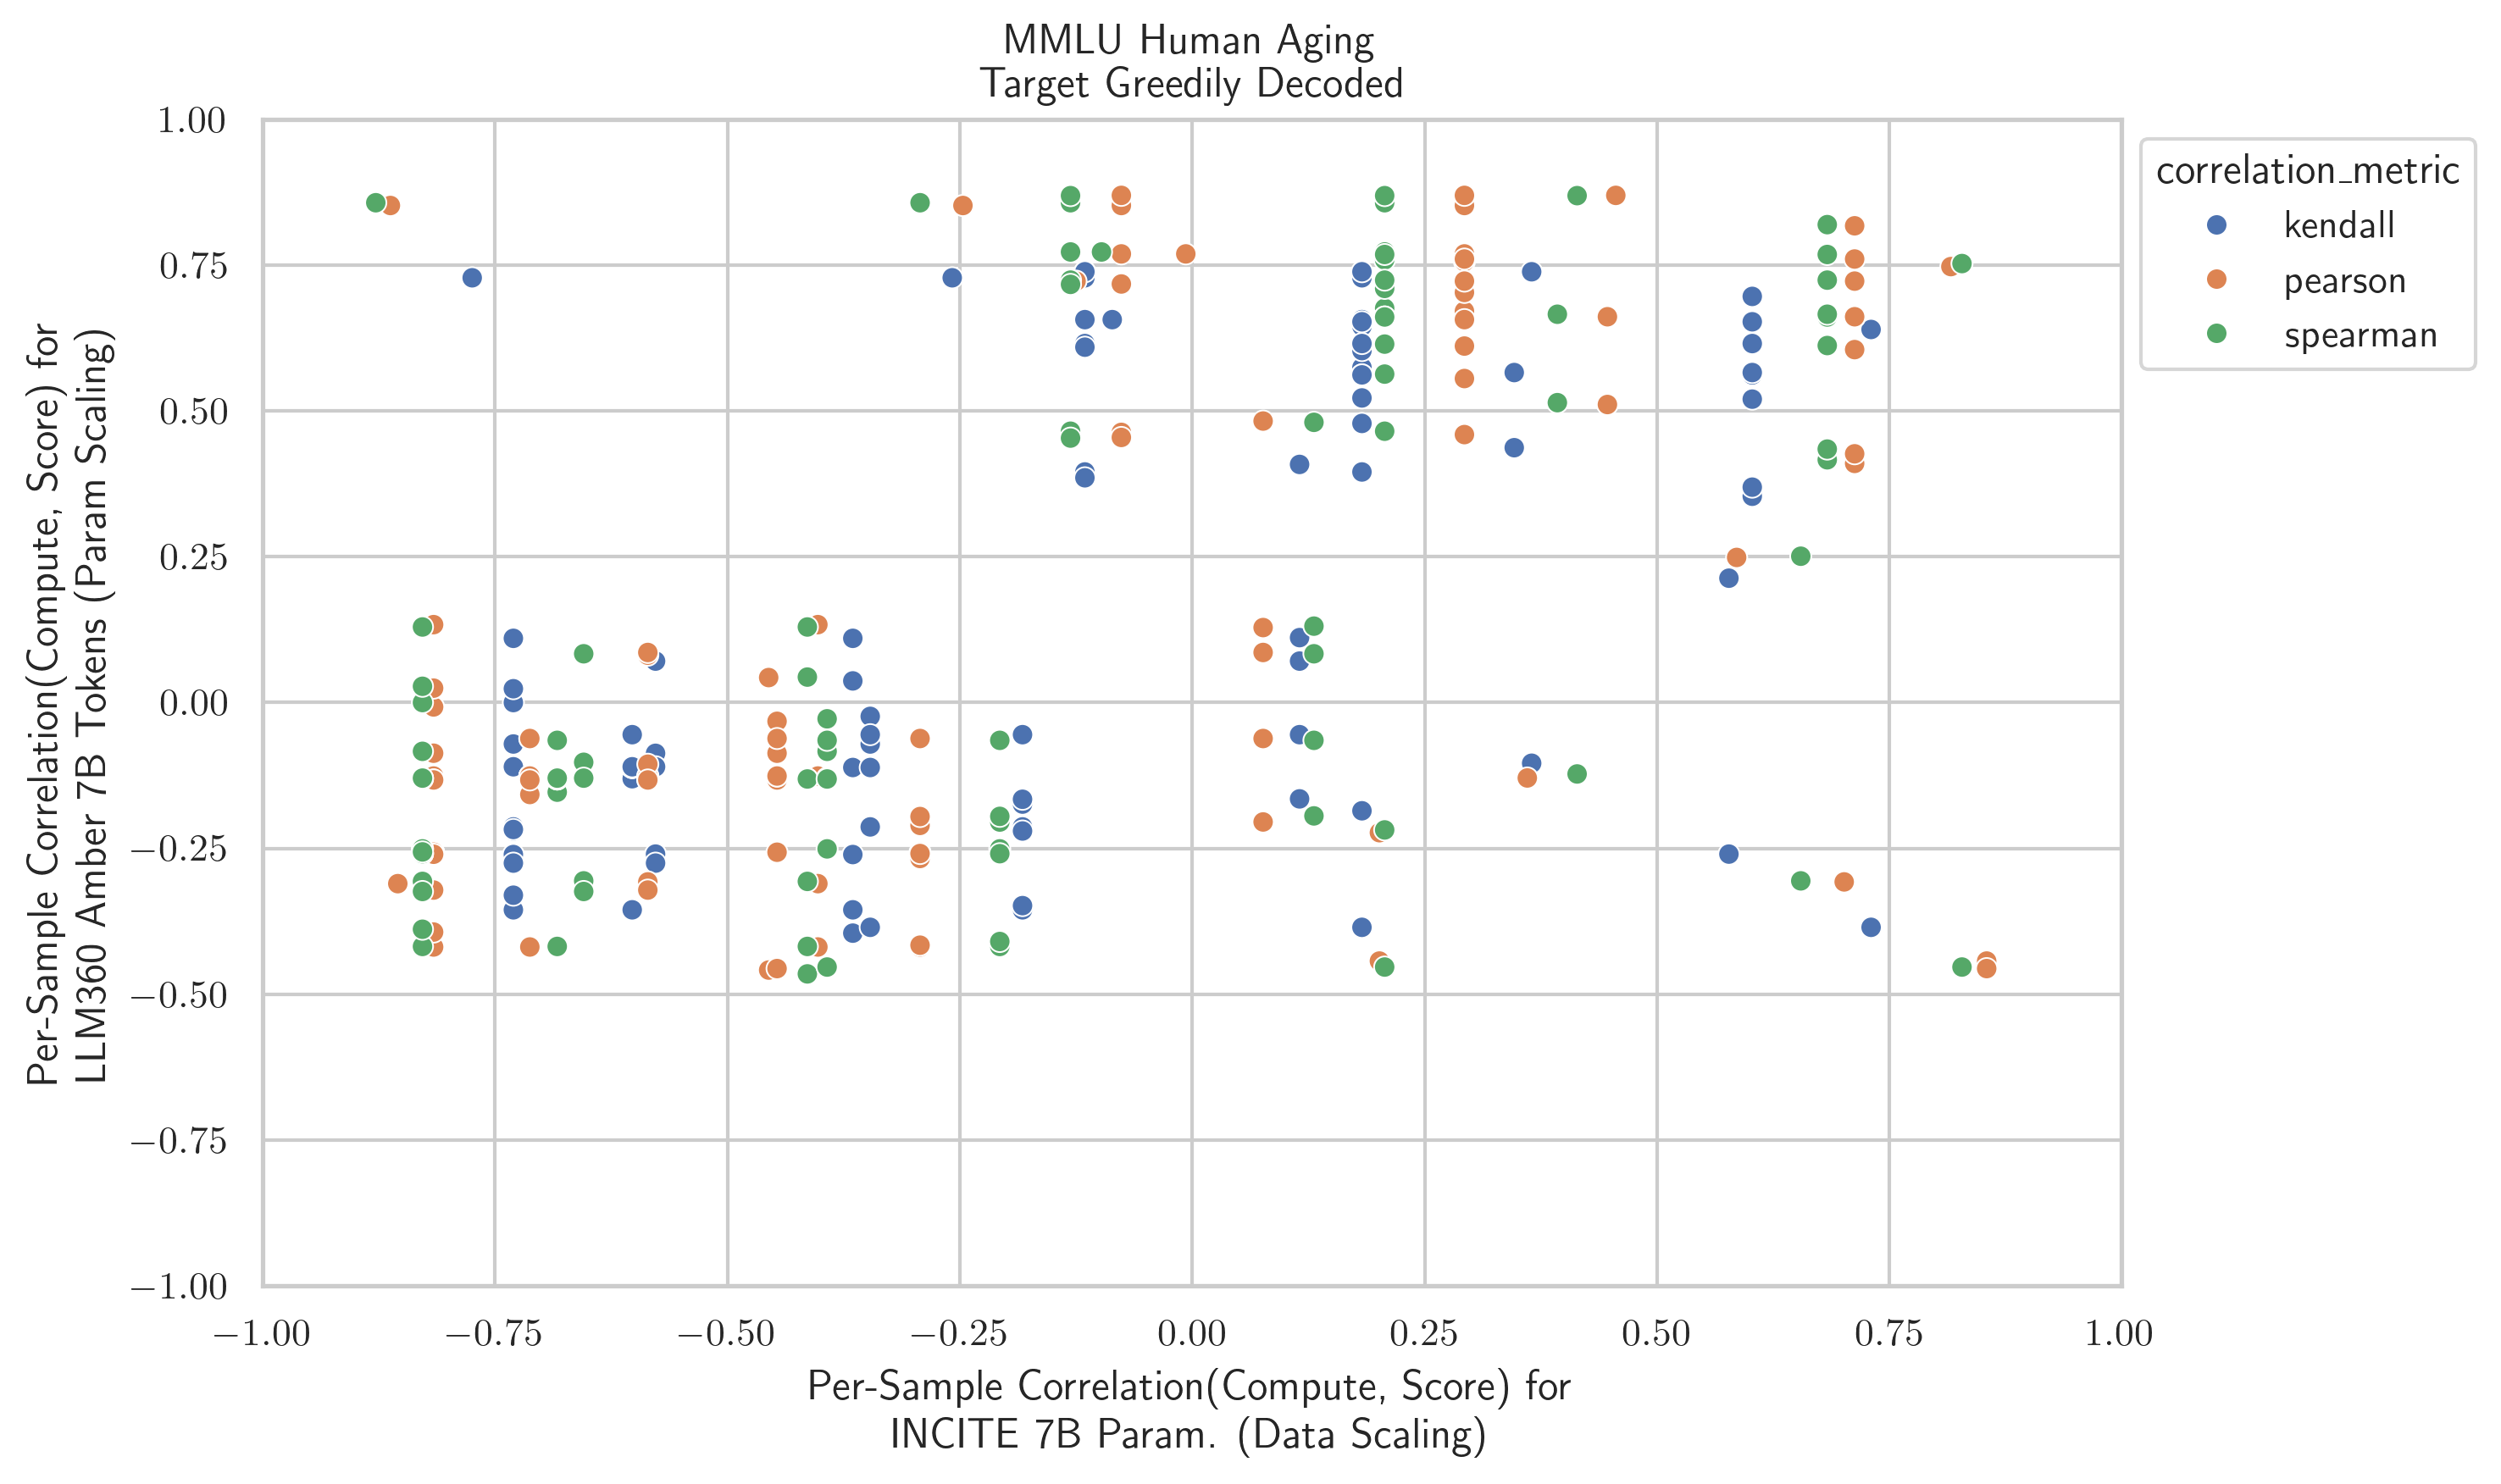 MMLU Human Aging
Target Greedily Decoded
1.00
0.75
0.50
0.25
0.00
−0.25
−0.50
−0.75
−1.00
Per-Sample Correlation(Compute, Score) for
LLM360 Amber 7B Tokens (Param Scaling)
correlation_metric
kendall
pearson
spearman
−1.00 −0.75 −0.50 −0.25 0.00 0.25 0.50 0.75 1.00
Per-Sample Correlation(Compute, Score) for
INCITE 7B Param. (Data Scaling)